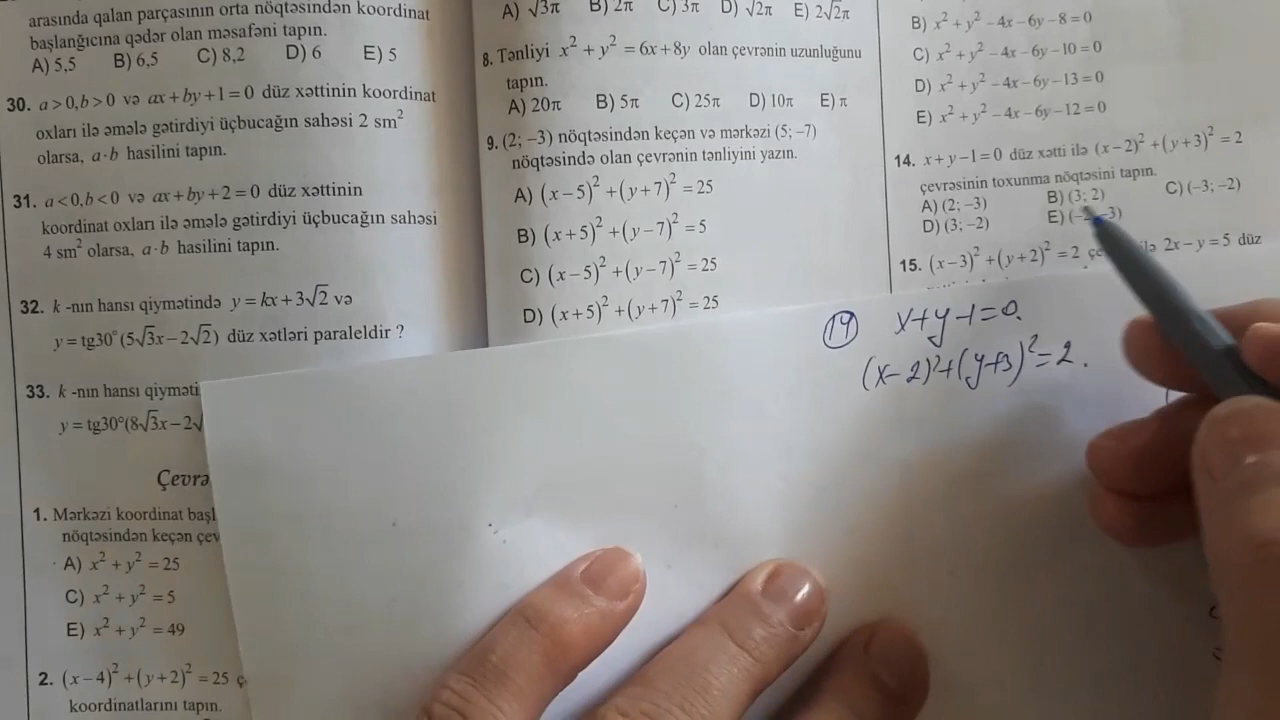 arasında qalan parçasının orta nöqtəsindən koordinat
başlanğıcına qədər olan məsafəni tapın.
A) 5,5 B) 6,5 C) 8,2 D) 6 E) 5
30. a > 0, b > 0 və ax + by + 1 = 0 düz xəttinin koordinat
oxları ilə əmələ gətirdiyi üçbucağın sahəsi 2 sm²
olarsa, a · b hasilini tapın.
31. a < 0, b < 0 və ax + by + 2 = 0 düz xəttinin
koordinat oxları ilə əmələ gətirdiyi üçbucağın sahəsi
4 sm² olarsa, a · b hasilini tapın.
32. k -nın hansı qiymətində y = kx + 3√2 və
y = tg30° (5√3x − 2√2) düz xətləri paraleldir ?
33. k -nın hansı qiyməti
y = tg30°(8√3x − 2√
Çevrə
1. Mərkəzi koordinat başl
nöqtəsindən keçən çev
A) x² + y² = 25
C) x² + y² = 5
E) x² + y² = 49
2. (x − 4)² + (y + 2)² = 25 ç
koordinatlarını tapın.
A) √3π B) 2π C) 3π D) √2π E) 2√2π
8. Tənliyi x² + y² = 6x + 8y olan çevrənin uzunluğunu
tapın.
A) 20π B) 5π C) 25π D) 10π E) π
9. (2; −3) nöqtəsindən keçən və mərkəzi (5; −7)
nöqtəsində olan çevrənin tənliyini yazın.
A) (x − 5)² + (y + 7)² = 25
B) (x + 5)² + (y − 7)² = 5
C) (x − 5)² + (y − 7)² = 25
D) (x + 5)² + (y + 7)² = 25
B) x² + y² − 4x − 6y − 8 = 0
C) x² + y² − 4x − 6y − 10 = 0
D) x² + y² − 4x − 6y − 13 = 0
E) x² + y² − 4x − 6y − 12 = 0
14. x + y − 1 = 0 düz xətti ilə (x − 2)² + (y + 3)² = 2
çevrəsinin toxunma nöqtəsini tapın.
A) (2; −3) B) (3; 2) C) (−3; −2)
D) (3; −2) E) (− −3)
15. (x − 3)² + (y + 2)² = 2 çe 2x − y = 5 düz
14 x + y − 1 = 0.
(x − 2)² + (y + 3)² = 2.